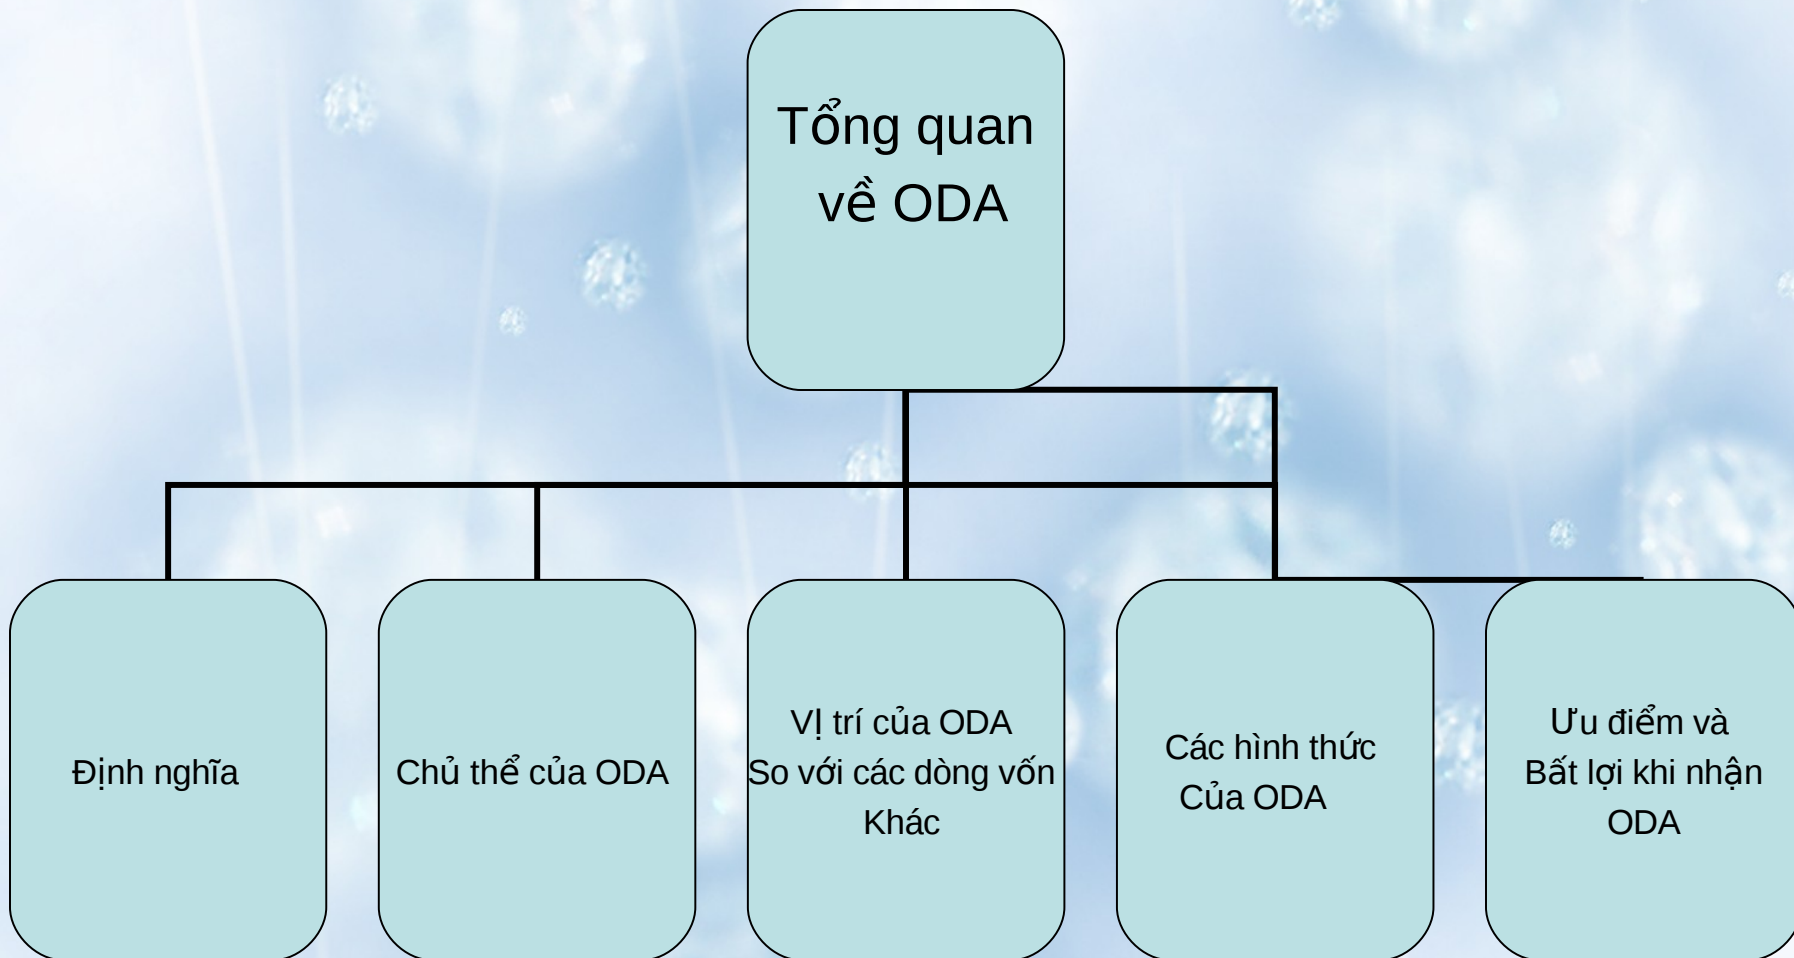 Tổng quan
về ODA
Định nghĩa
Chủ thể của ODA
VỊ trí của ODA
So với các dòng vốn
Khác
Các hình thức
Của ODA
Ưu điểm và
Bất lợi khi nhận
ODA